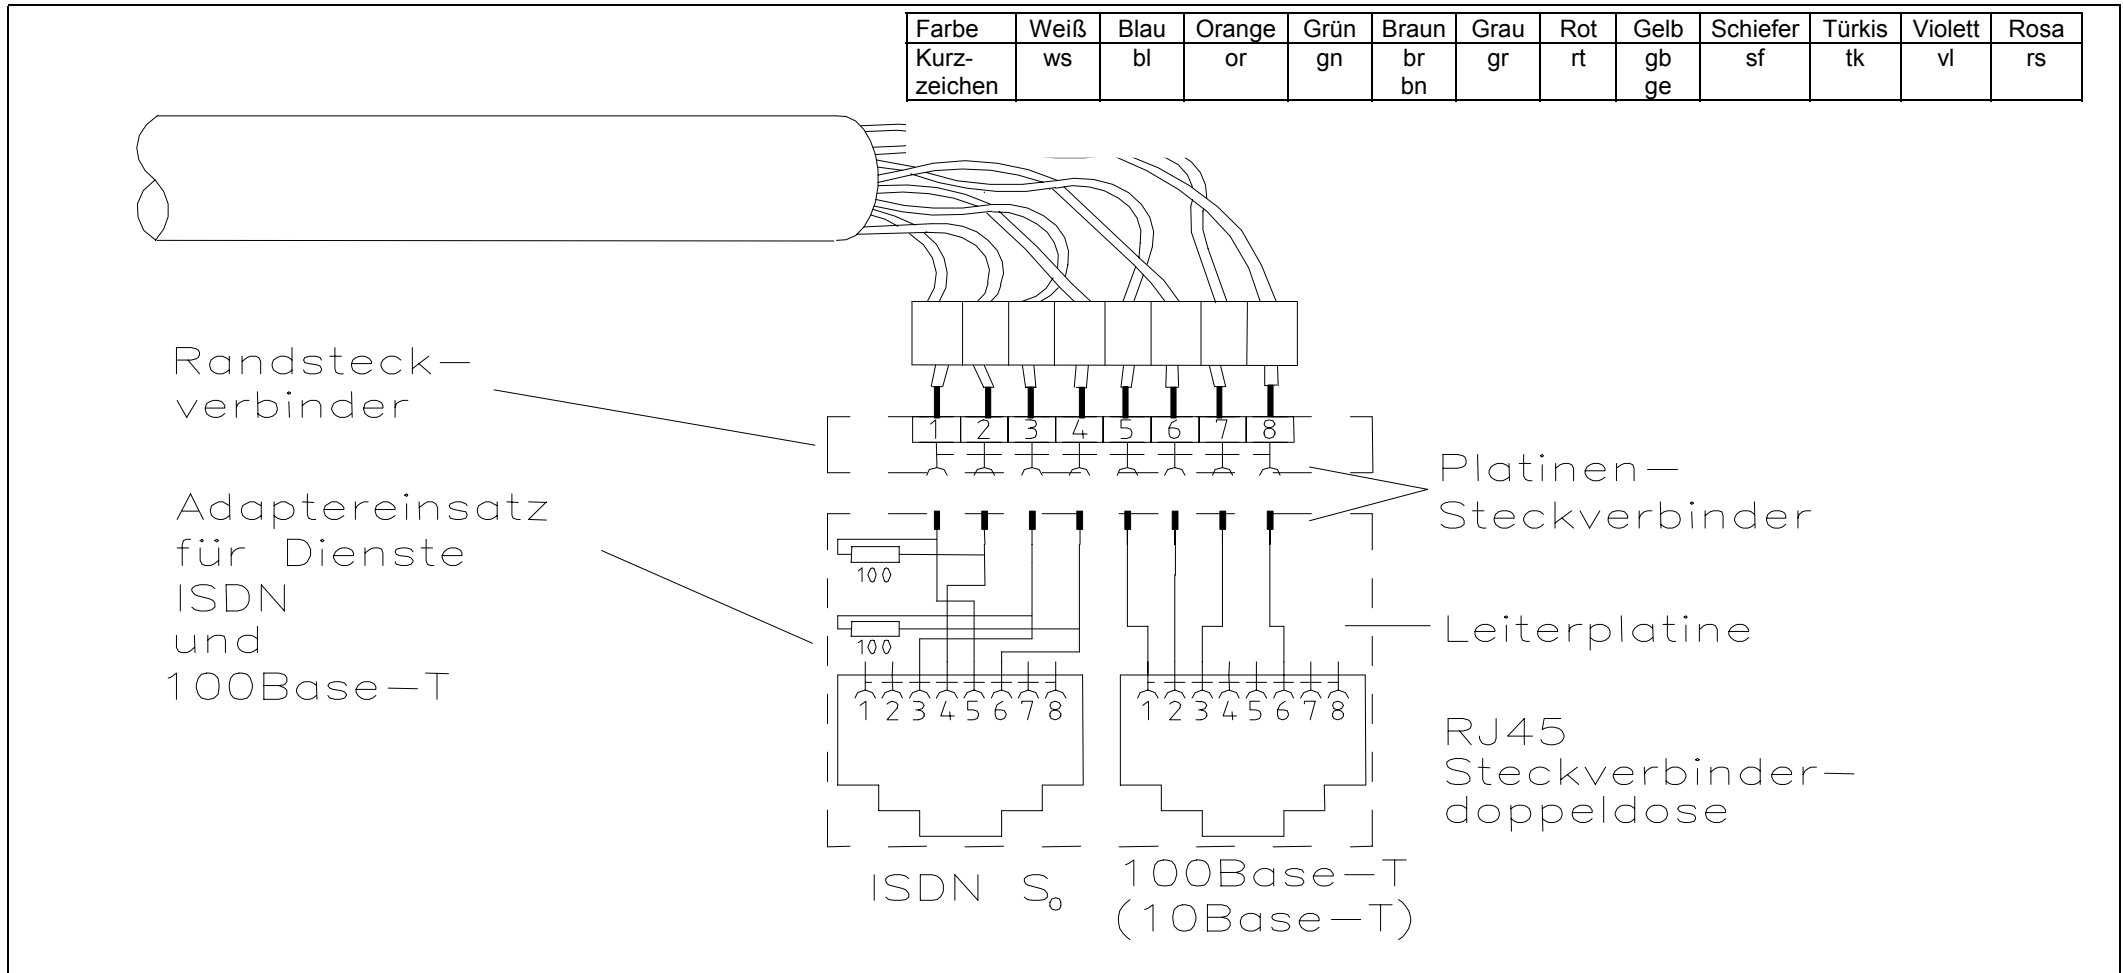 Farbe Weiß Blau Orange Grün Braun Grau Rot Gelb Schiefer Türkis Violett Rosa
Kurz- ws bl or gn br gr rt gb sf tk vl rs
zeichen bn ge
Randsteck–
verbinder
1 2 3 4 5 6 7 8
Platinen–
Steckverbinder
Adaptereinsatz
für Dienste
ISDN
und
100Base–T
100
100
Leiterplatine
1 2 3 4 5 6 7 8
1 2 3 4 5 6 7 8
RJ45
Steckverbinder–
doppeldose
ISDN S₀
100Base–T
(10Base–T)